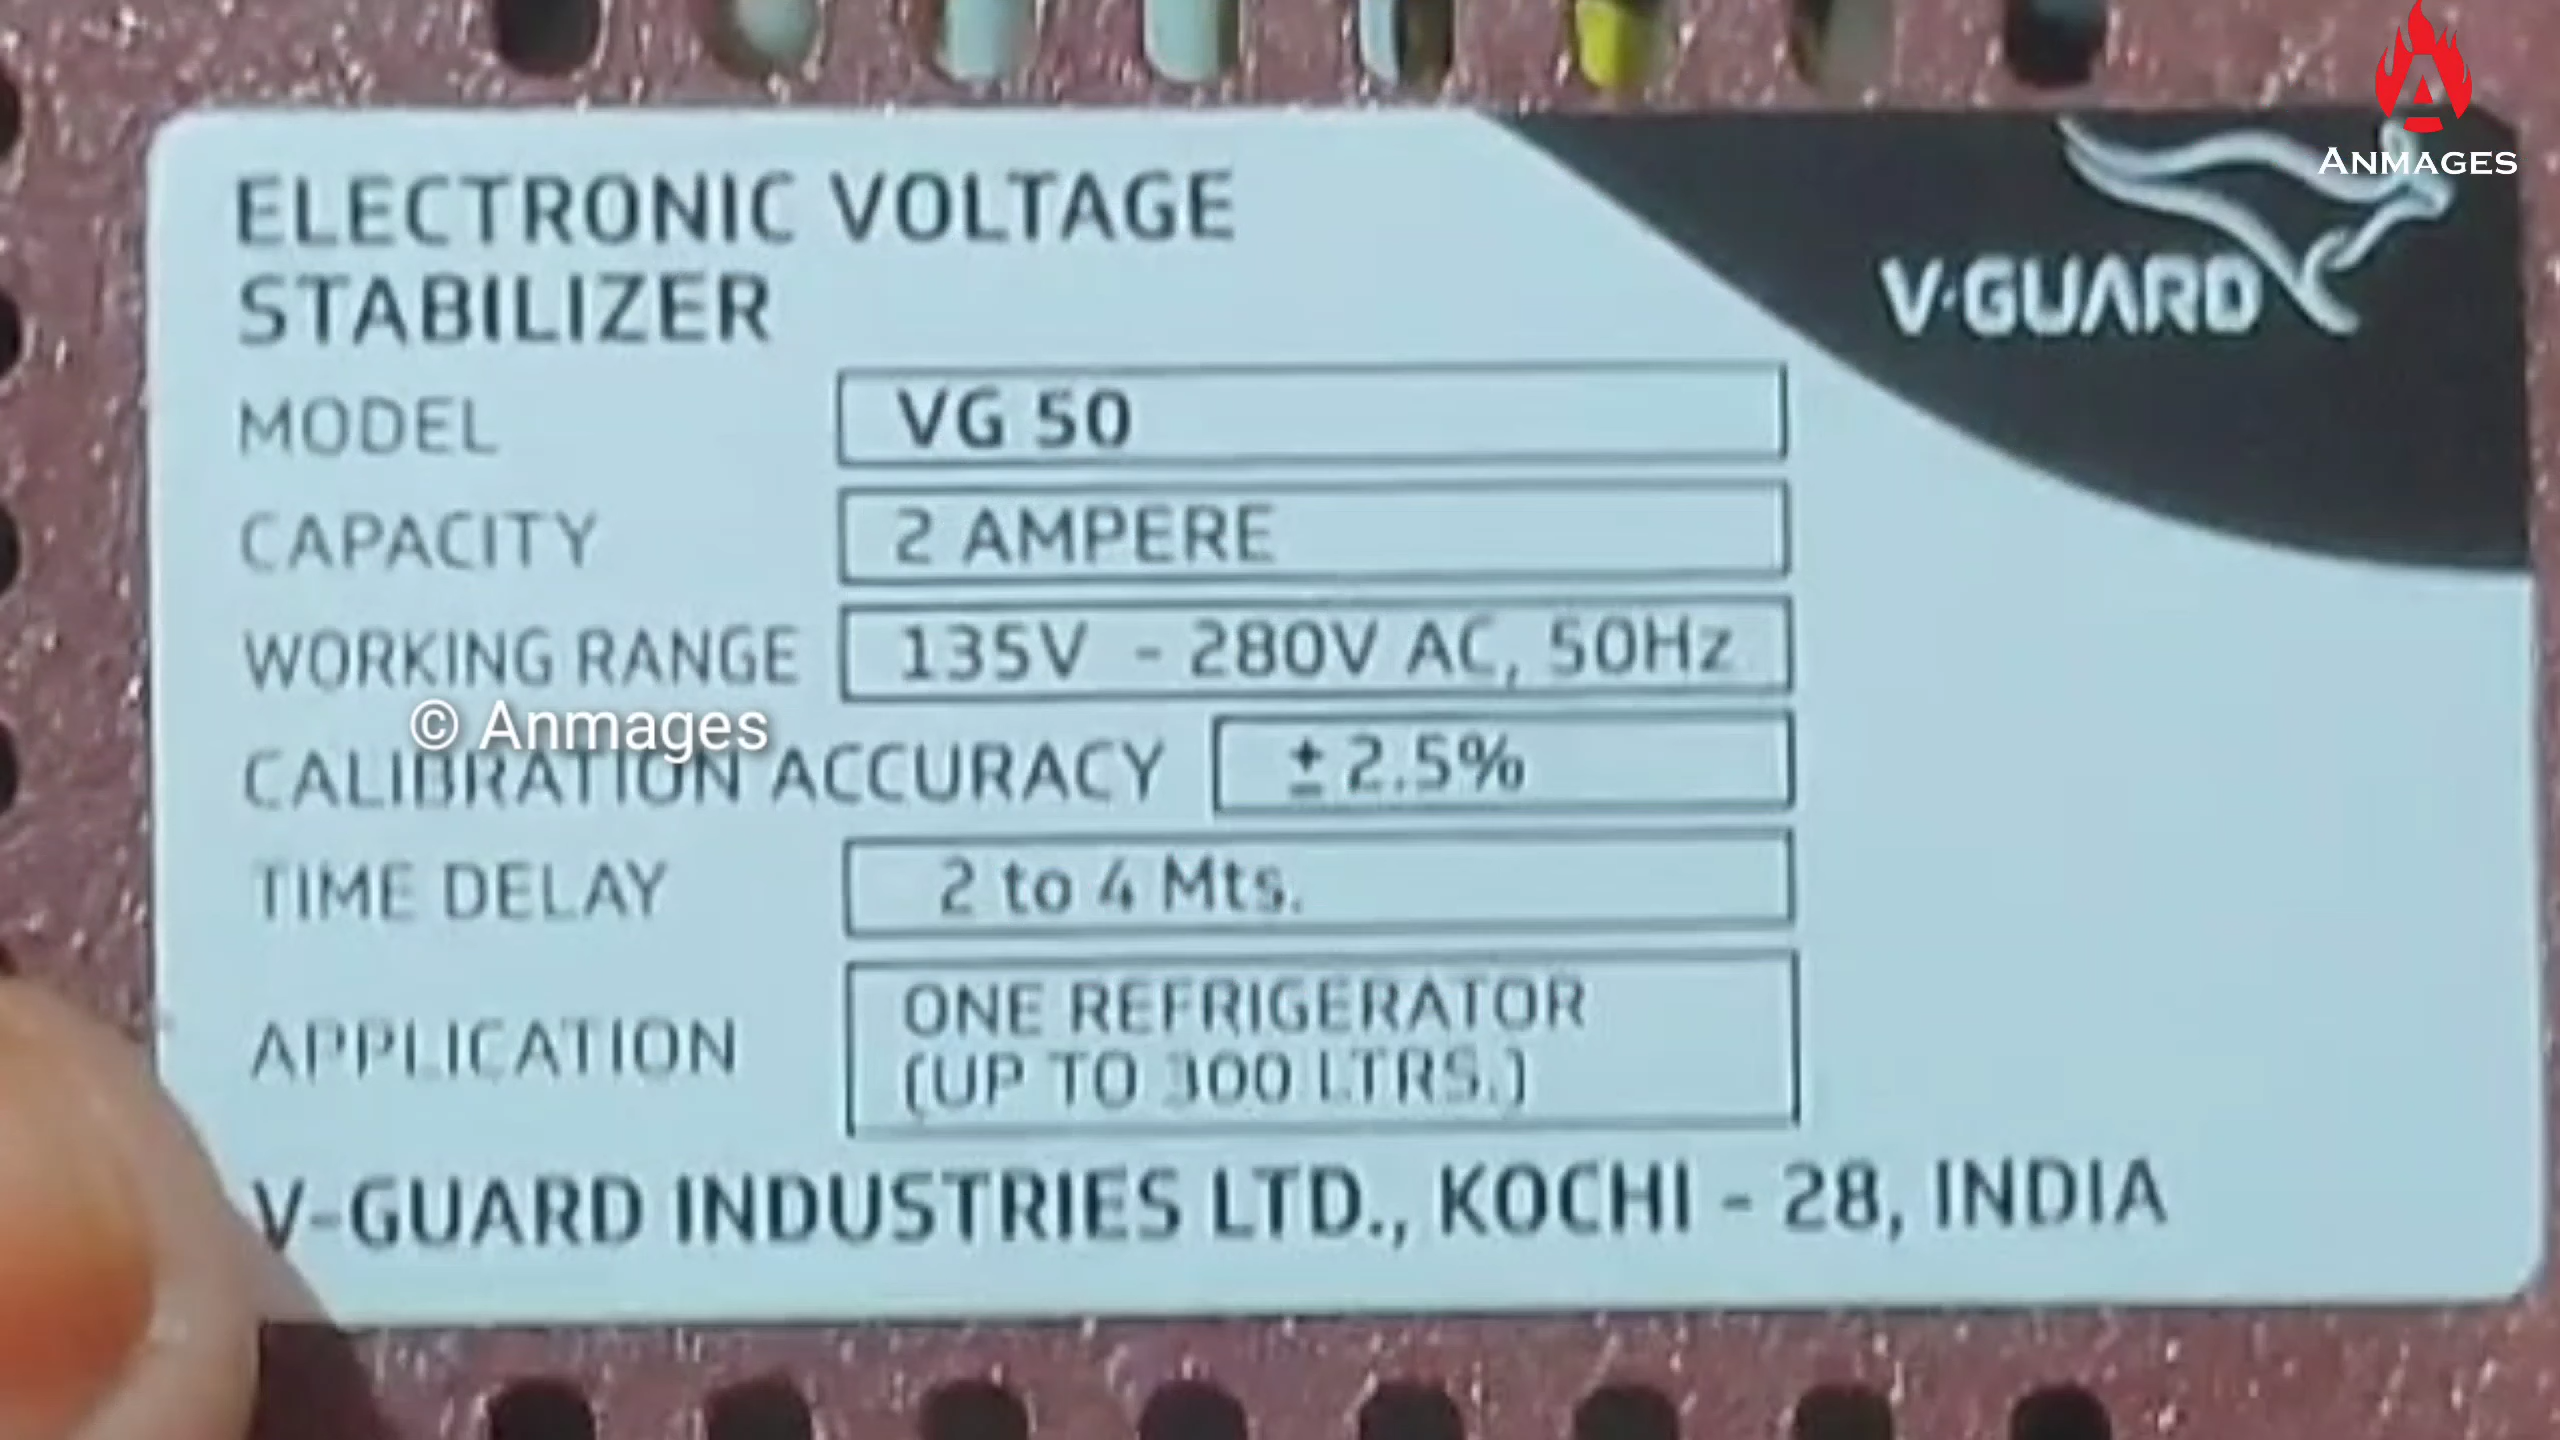 ANMAGES
V-GUARD
ELECTRONIC VOLTAGE
STABILIZER
MODEL VG 50
CAPACITY 2 AMPERE
WORKING RANGE 135V - 280V AC, 50Hz
© Anmages
CALIBRATION ACCURACY ± 2.5%
TIME DELAY 2 to 4 Mts.
APPLICATION ONE REFRIGERATOR
(UP TO 300 LTRS.)
V-GUARD INDUSTRIES LTD., KOCHI - 28, INDIA